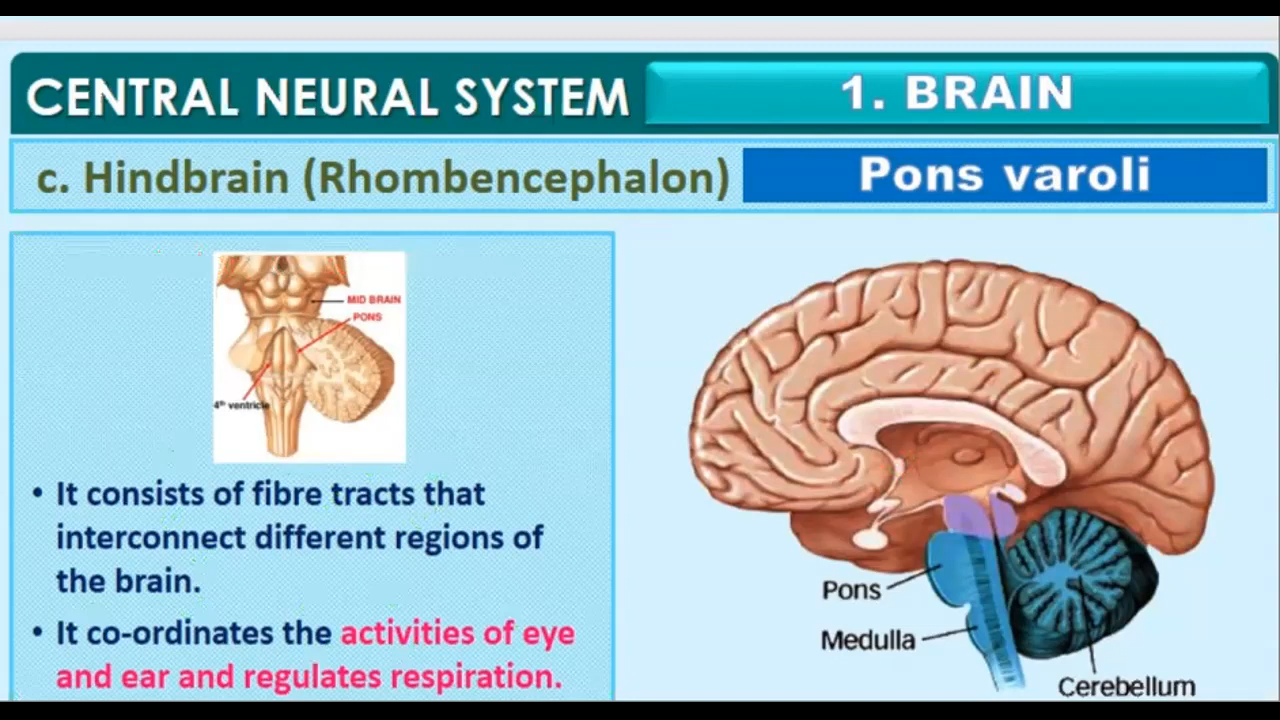 CENTRAL NEURAL SYSTEM
1. BRAIN
c. Hindbrain (Rhombencephalon)
Pons varoli
MID BRAIN
PONS
4th ventricle
• It consists of fibre tracts that
interconnect different regions of
the brain.
• It co-ordinates the activities of eye
and ear and regulates respiration.
Pons
Medulla
Cerebellum